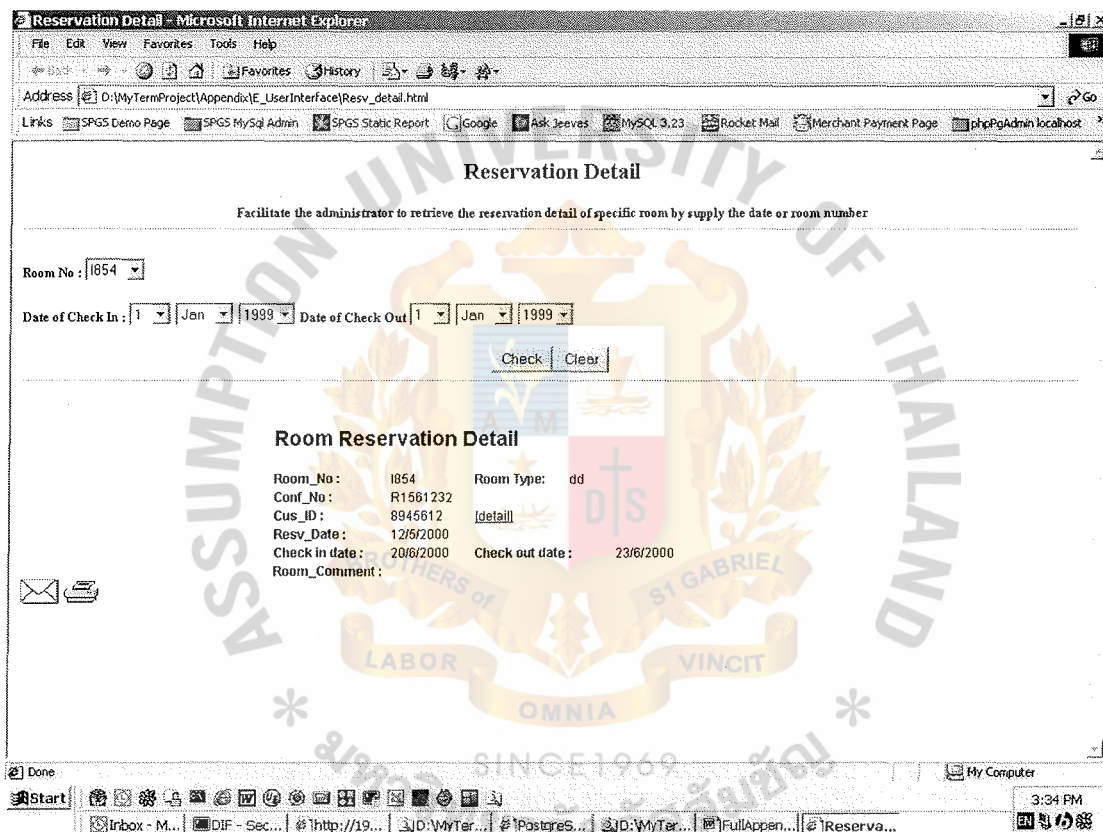 Reservation Detail - Microsoft Internet Explorer
File Edit View Favorites Tools Help
Back Favorites History
Address D:\MyTermProject\Appendix\E_UserInterface\Resv_detail.html Go
Links SPGS Demo Page SPGS MySql Admin SPGS Static Report Google Ask Jeeves MySQL 3.23 Rocket Mail Merchant Payment Page phpPgAdmin localhost
ASSUMPTION UNIVERSITY OF THAILAND
Reservation Detail
Facilitate the administrator to retrieve the reservation detail of specific room by supply the date or room number
Room No : I854
Date of Check In : 1 Jan 1999 Date of Check Out 1 Jan 1999
Check Clear
A M
D S
Room Reservation Detail
Room_No : I854 Room Type: dd
Conf_No : R1561232
Cus_ID : 8945612 [detail]
Resv_Date : 12/5/2000
Check in date : 20/6/2000 Check out date : 23/6/2000
Room_Comment :
BROTHERS OF ST GABRIEL
LABOR VINCIT
OMNIA
SINCE 1969
Done My Computer
Start 3:34 PM
Inbox - M... DIF - Sec... http://19... D:\MyTer... PostgreS... D:\MyTer... FullAppen... Reserva...
EN